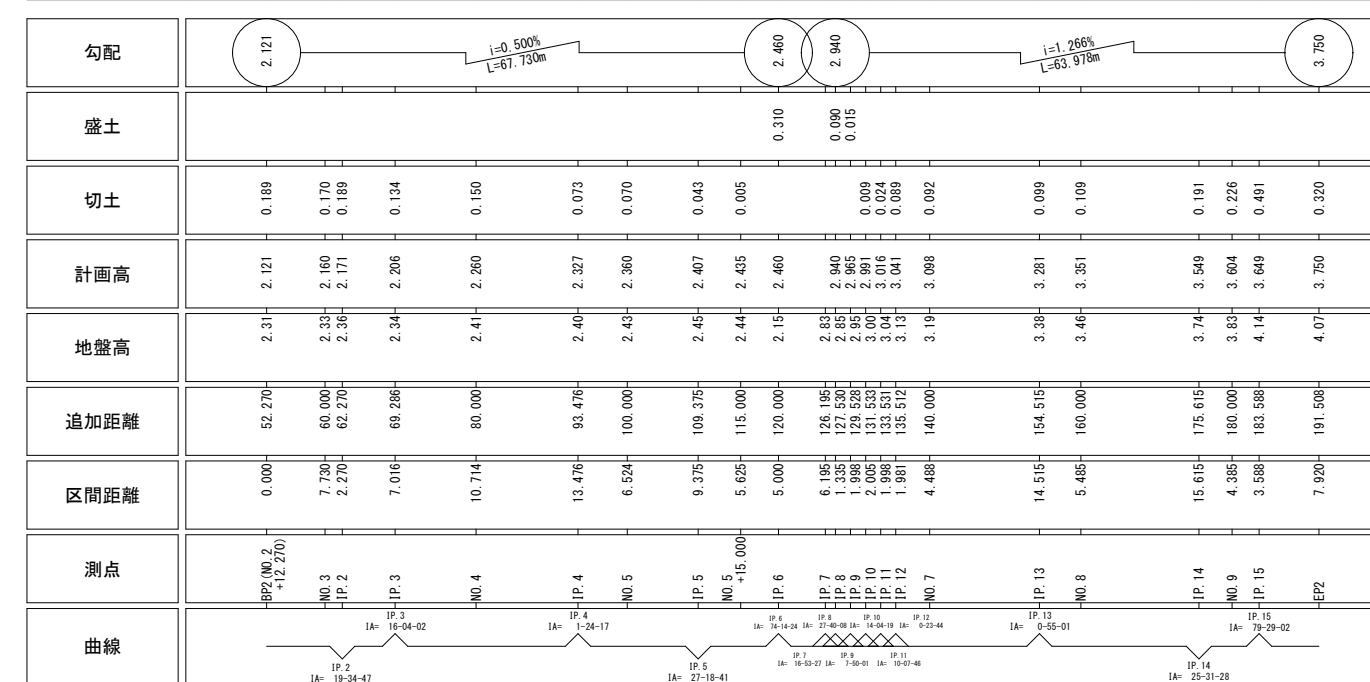 勾配
2.121
i=0.500%
L=67.730m
2.460
2.940
i=1.266%
L=63.978m
3.750
盛土
0.310
0.090
0.015
切土
0.189
0.170
0.189
0.134
0.150
0.073
0.070
0.043
0.005
0.009
0.024
0.089
0.092
0.099
0.109
0.191
0.226
0.491
0.320
計画高
2.121
2.160
2.171
2.206
2.260
2.327
2.360
2.407
2.435
2.460
2.940
2.965
2.991
3.016
3.041
3.098
3.281
3.351
3.549
3.604
3.649
3.750
地盤高
2.31
2.33
2.36
2.34
2.41
2.40
2.43
2.45
2.44
2.15
2.83
2.85
2.95
3.00
3.04
3.13
3.19
3.38
3.46
3.74
3.83
4.14
4.07
追加距離
52.270
60.000
62.270
69.286
80.000
93.476
100.000
109.375
115.000
120.000
126.195
127.530
129.528
131.533
133.531
135.512
140.000
154.515
160.000
175.615
180.000
183.588
191.508
区間距離
0.000
7.730
2.270
7.016
10.714
13.476
6.524
9.375
5.625
5.000
6.195
1.335
1.998
2.005
1.998
1.981
4.488
14.515
5.485
15.615
4.385
3.588
7.920
測点
BP2(NO.2
+12.270)
NO.3
IP.2
IP.3
NO.4
IP.4
NO.5
IP.5
NO.5
+15.000
IP.6
IP.7
IP.8
IP.9
IP.10
IP.11
IP.12
NO.7
IP.13
NO.8
IP.14
NO.9
IP.15
EP2
曲線
IP.2
IA= 19-34-47
IP.3
IA= 16-04-02
IP.4
IA= 1-24-17
IP.5
IA= 27-18-41
IP.6
IA= 74-14-24
IP.7
IA= 16-53-27
IP.8
IA= 27-40-08
IP.9
IA= 7-50-01
IP.10
IA= 14-04-19
IP.11
IA= 10-07-46
IP.12
IA= 0-23-44
IP.13
IA= 0-55-01
IP.14
IA= 25-31-28
IP.15
IA= 79-29-02